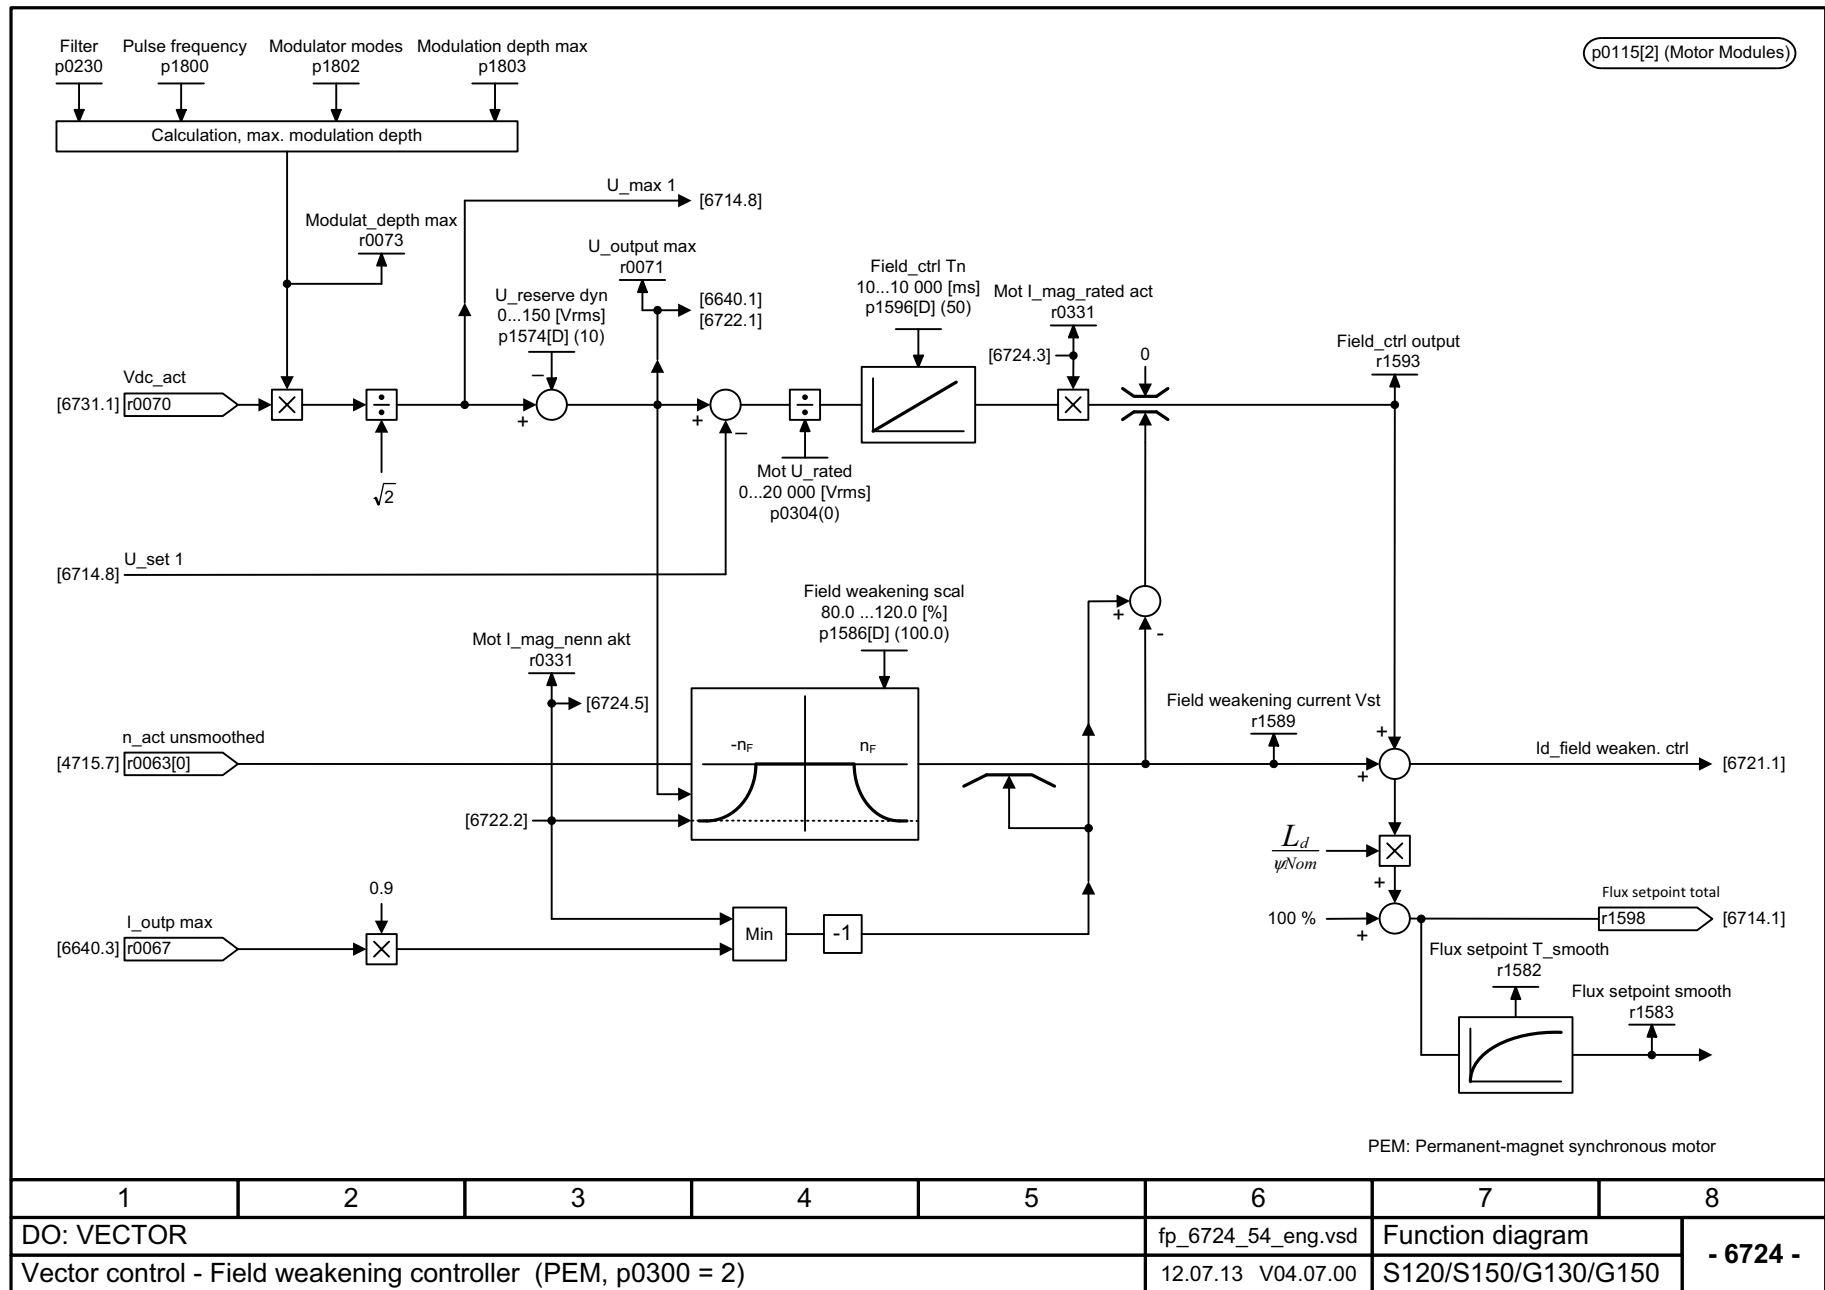 Filter
p0230
Pulse frequency
p1800
Modulator modes
p1802
Modulation depth max
p1803
p0115[2] (Motor Modules)
Calculation, max. modulation depth
U_max 1
[6714.8]
Modulat_depth max
r0073
U_output max
r0071
[6640.1]
[6722.1]
U_reserve dyn
0...150 [Vrms]
p1574[D] (10)
Field_ctrl Tn
10...10 000 [ms]
p1596[D] (50)
Mot I_mag_rated act
r0331
[6724.3]
0
Field_ctrl output
r1593
Vdc_act
[6731.1] r0070
×
÷
–
+
+
–
÷
×
√2
Mot U_rated
0...20 000 [Vrms]
p0304(0)
U_set 1
[6714.8]
Field weakening scal
80.0 ...120.0 [%]
p1586[D] (100.0)
+
-
Mot I_mag_nenn akt
r0331
[6724.5]
Field weakening current Vst
r1589
n_act unsmoothed
[4715.7] r0063[0]
-nF
nF
+
+
Id_field weaken. ctrl
[6721.1]
[6722.2]
Ld
ψNom
×
0.9
I_outp max
[6640.3] r0067
×
Min
-1
100 %
+
+
Flux setpoint total
r1598
[6714.1]
Flux setpoint T_smooth
r1582
Flux setpoint smooth
r1583
PEM: Permanent-magnet synchronous motor
1 2 3 4 5 6 7 8
DO: VECTOR
fp_6724_54_eng.vsd
Function diagram
- 6724 -
Vector control - Field weakening controller (PEM, p0300 = 2)
12.07.13 V04.07.00
S120/S150/G130/G150